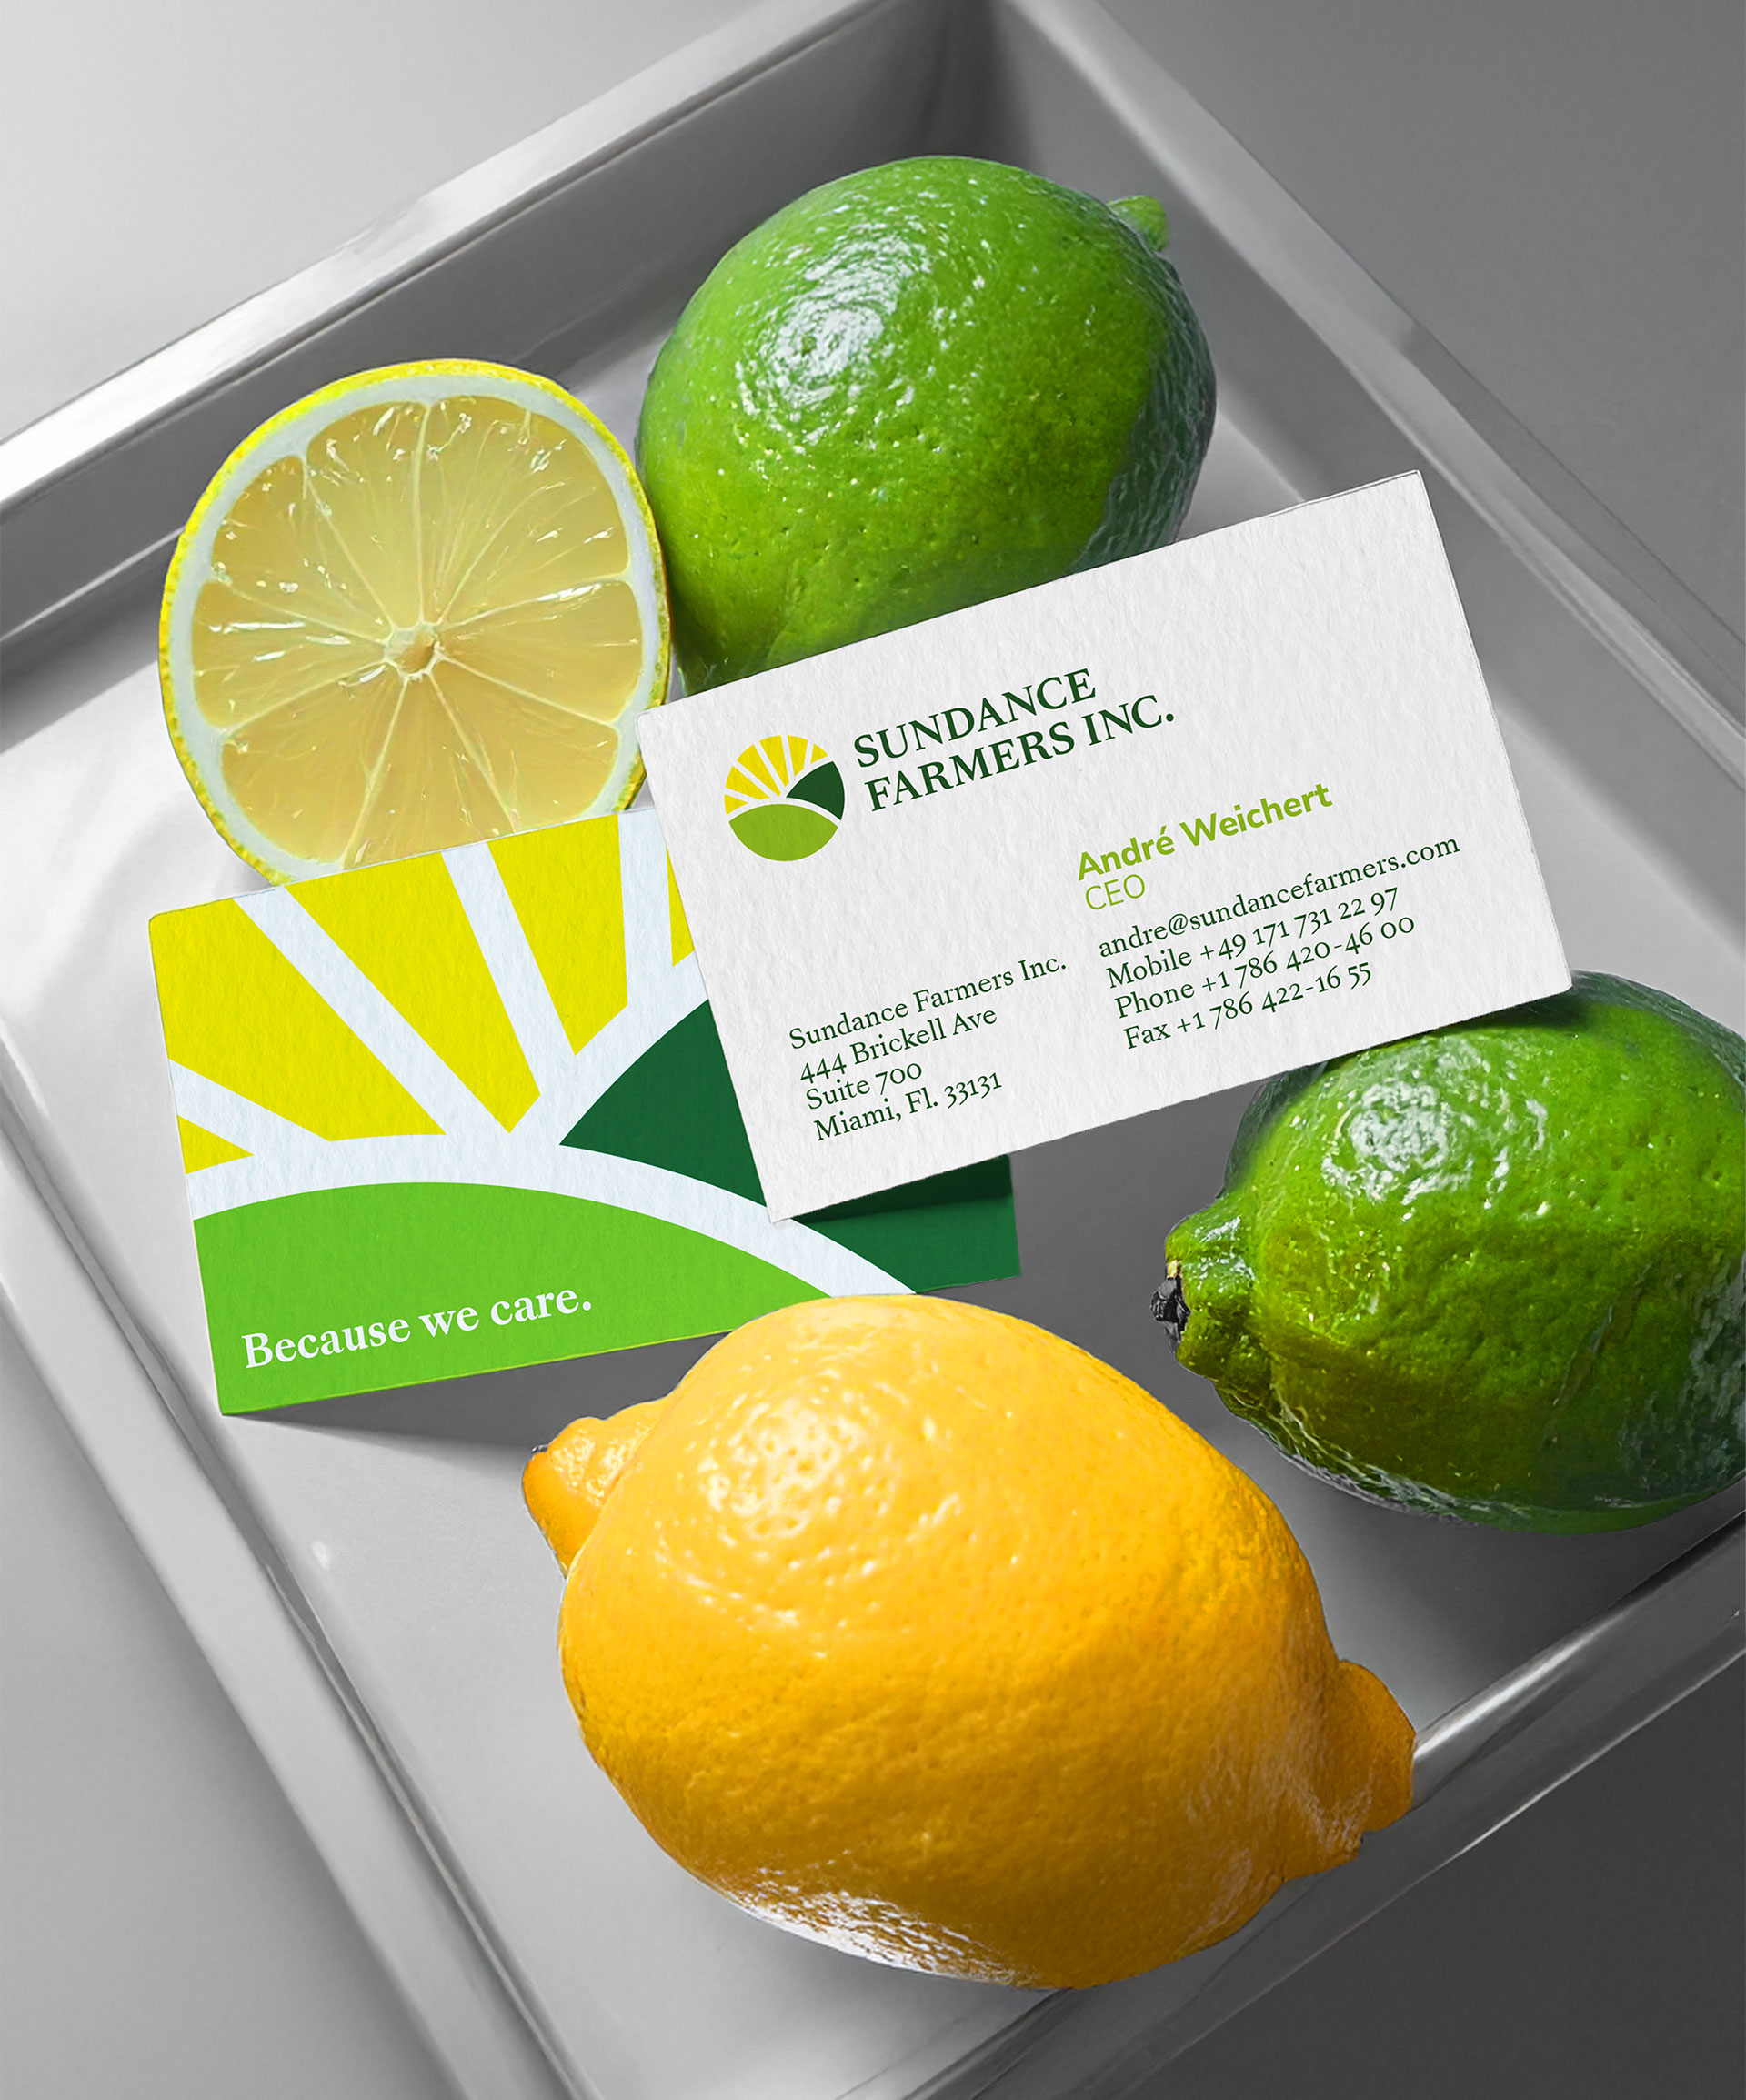 SUNDANCE
FARMERS INC.
André Weichert
CEO
andre@sundancefarmers.com
Mobile +49 171 731 22 97
Phone +1 786 420-46 00
Fax +1 786 422-16 55
Sundance Farmers Inc.
444 Brickell Ave
Suite 700
Miami, Fl. 33131
Because we care.